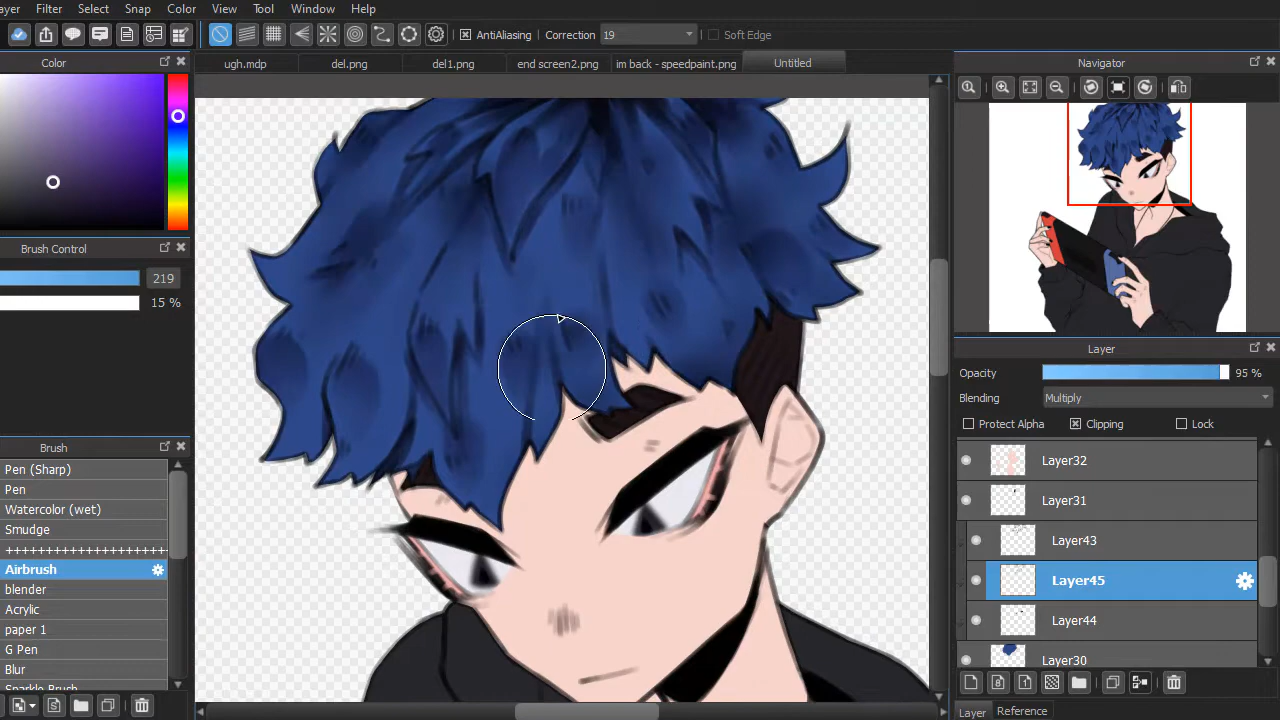 ayer Filter Select Snap Color View Tool Window Help
AntiAliasing Correction 19 Soft Edge
Color
ugh.mdp del.png del1.png end screen2.png im back - speedpaint.png Untitled
Navigator
Brush Control
219
15 %
Layer
Opacity 95 %
Blending Multiply
Protect Alpha Clipping Lock
Brush
Pen (Sharp)
Pen
Watercolor (wet)
Smudge
++++++++++++++++++++++
Airbrush
blender
Acrylic
paper 1
G Pen
Blur
Sparkle Brush
Layer32
Layer31
Layer43
Layer45
Layer44
Layer30
Layer Reference